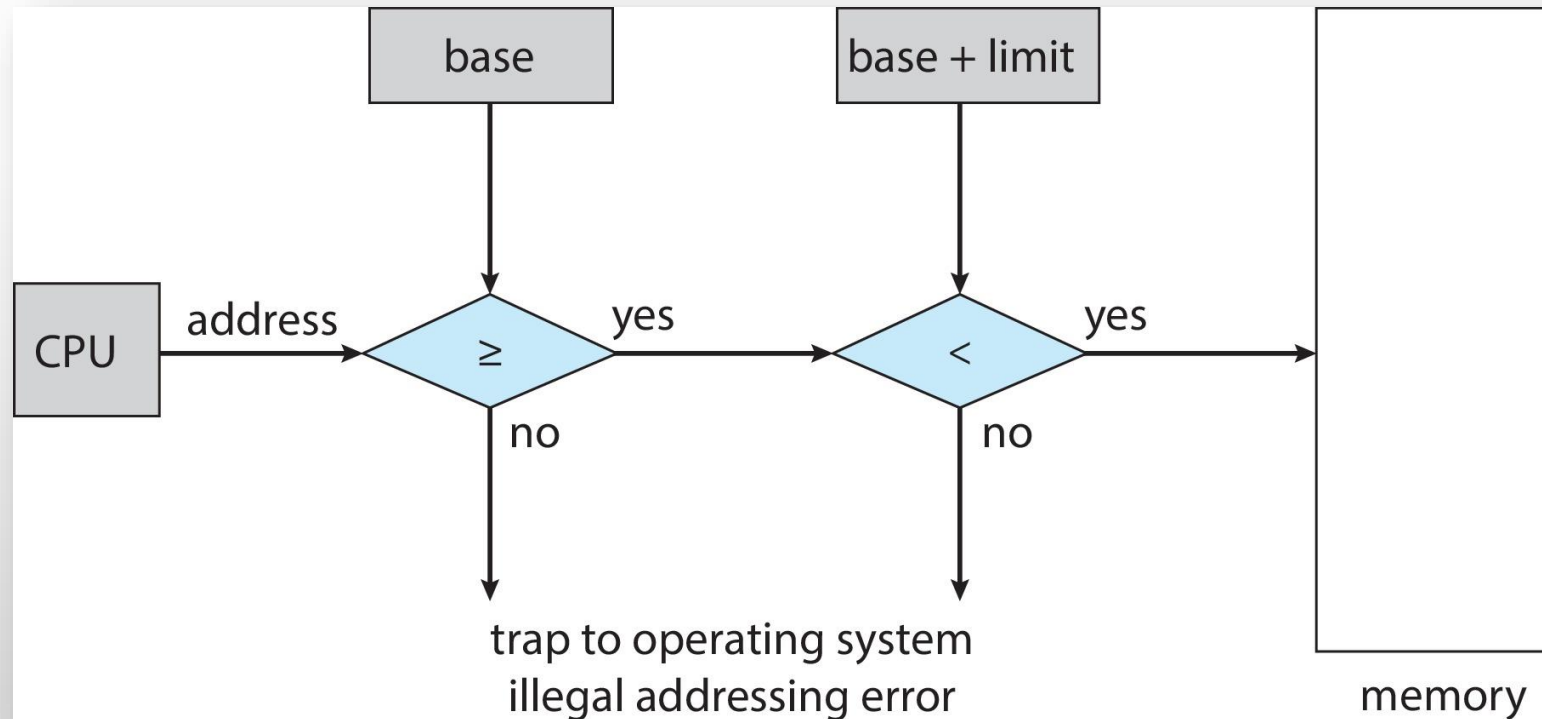 base
base + limit
CPU
address
≥
yes
<
yes
no
no
trap to operating system
illegal addressing error
memory